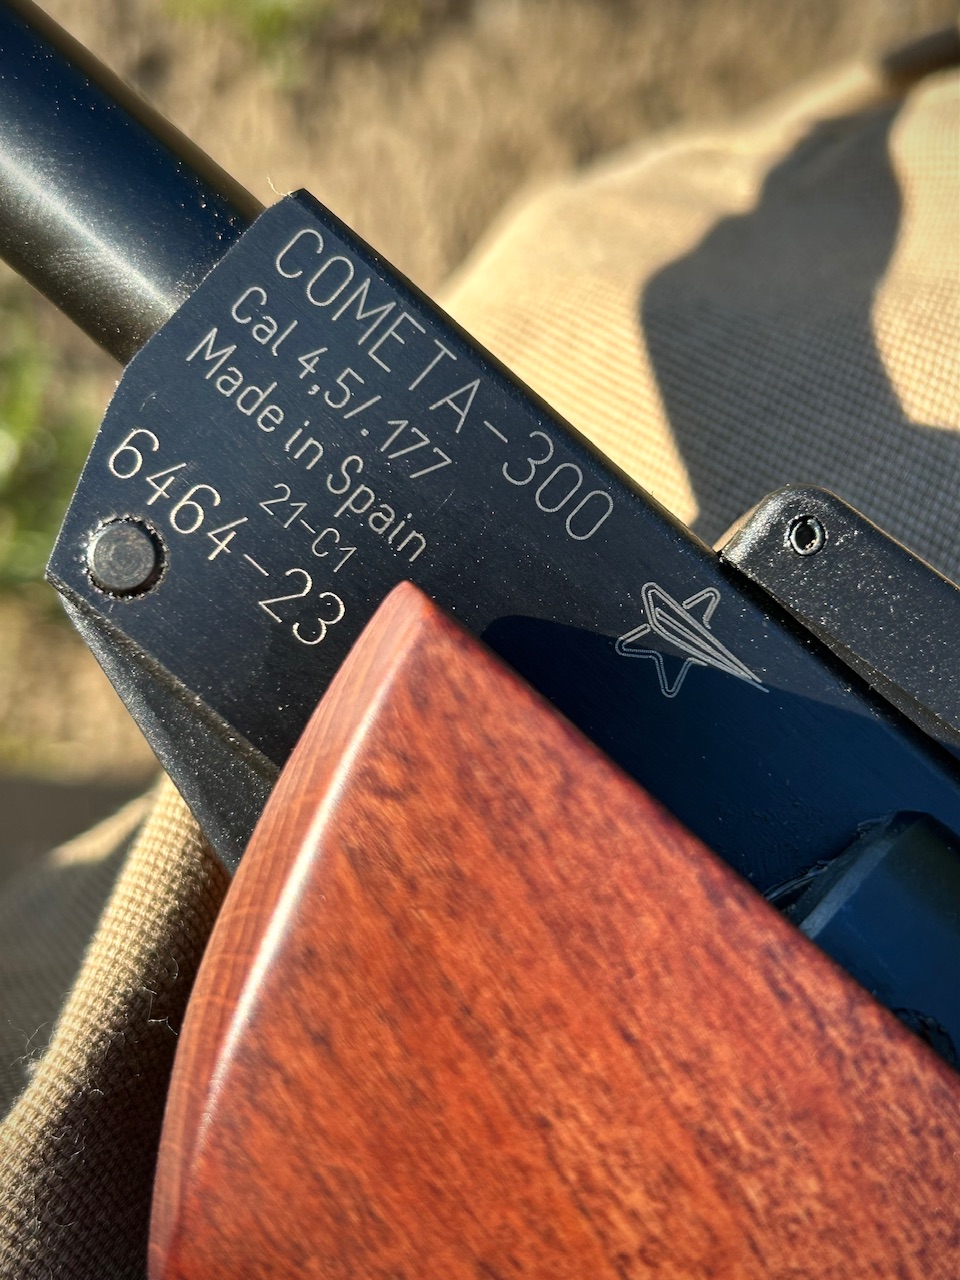 COMETA-300
Cal 4,5/.177
Made in Spain
21-C1
6464-23